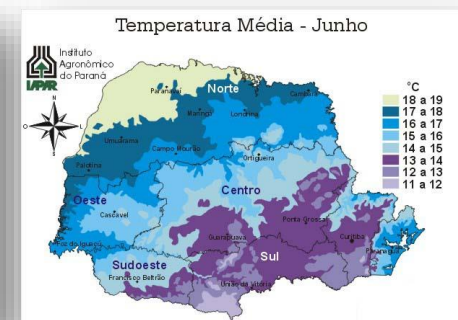 Temperatura Média - Junho
Instituto
Agronômico
do Paraná
IAPAR
°C
18 a 19
17 a 18
16 a 17
15 a 16
14 a 15
13 a 14
12 a 13
11 a 12
Norte
Paranavaí
Maringá
Londrina
Cambará
Umuarama
Campo Mourão
Palotina
Ortigueira
Oeste
Centro
Cascavel
Ponta Grossa
Foz do Iguaçu
Guarapuava
Curitiba
Paranaguá
Sudoeste
Sul
Francisco Beltrão
União da Vitória